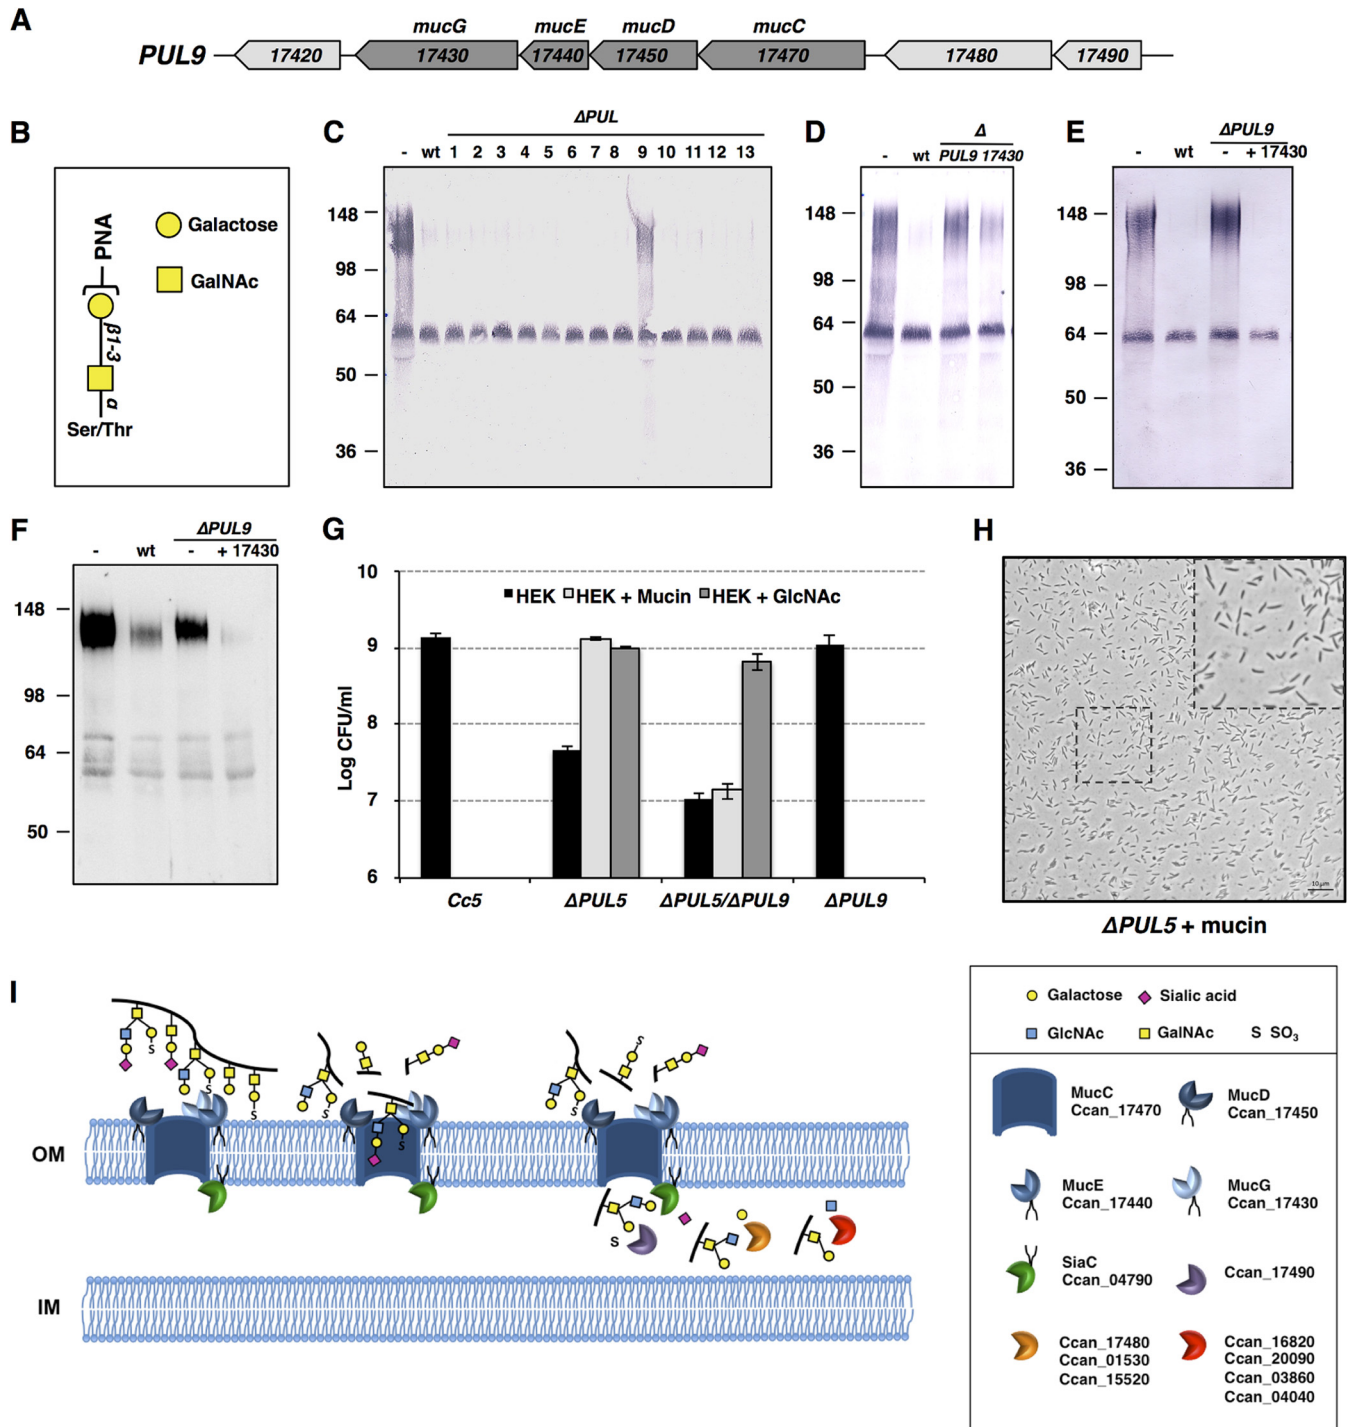 A
mucG mucE mucD mucC
PUL9 17420 17430 17440 17450 17470 17480 17490
B
PNA
β1-3
α
Ser/Thr
Galactose
GalNAc
C
ΔPUL
- wt 1 2 3 4 5 6 7 8 9 10 11 12 13
148
98
64
50
36
D
Δ
- wt PUL9 17430
148
98
64
50
36
E
ΔPUL9
- wt - + 17430
148
98
64
50
36
F
ΔPUL9
- wt - + 17430
148
98
64
50
G
Log CFU/ml
10
9
8
7
6
HEK HEK + Mucin HEK + GlcNAc
Cc5 ΔPUL5 ΔPUL5/ΔPUL9 ΔPUL9
H
10 µm
ΔPUL5 + mucin
I
S
S
S
S
S
S
S
S
S
OM
IM
Galactose Sialic acid
GlcNAc GalNAc S SO3
MucC
Ccan_17470
MucD
Ccan_17450
MucE
Ccan_17440
MucG
Ccan_17430
SiaC
Ccan_04790
Ccan_17490
Ccan_17480
Ccan_01530
Ccan_15520
Ccan_16820
Ccan_20090
Ccan_03860
Ccan_04040